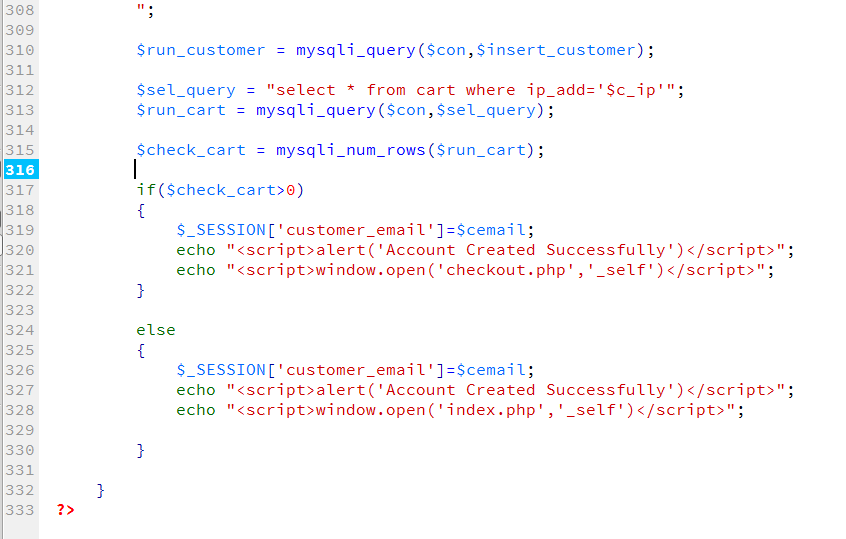 308 ";
309
310 $run_customer = mysqli_query($con,$insert_customer);
311
312 $sel_query = "select * from cart where ip_add='$c_ip'";
313 $run_cart = mysqli_query($con,$sel_query);
314
315 $check_cart = mysqli_num_rows($run_cart);
316
317 if($check_cart>0)
318 {
319 $_SESSION['customer_email']=$cemail;
320 echo "<script>alert('Account Created Successfully')</script>";
321 echo "<script>window.open('checkout.php','_self')</script>";
322 }
323
324 else
325 {
326 $_SESSION['customer_email']=$cemail;
327 echo "<script>alert('Account Created Successfully')</script>";
328 echo "<script>window.open('index.php','_self')</script>";
329
330 }
331
332 }
333 ?>